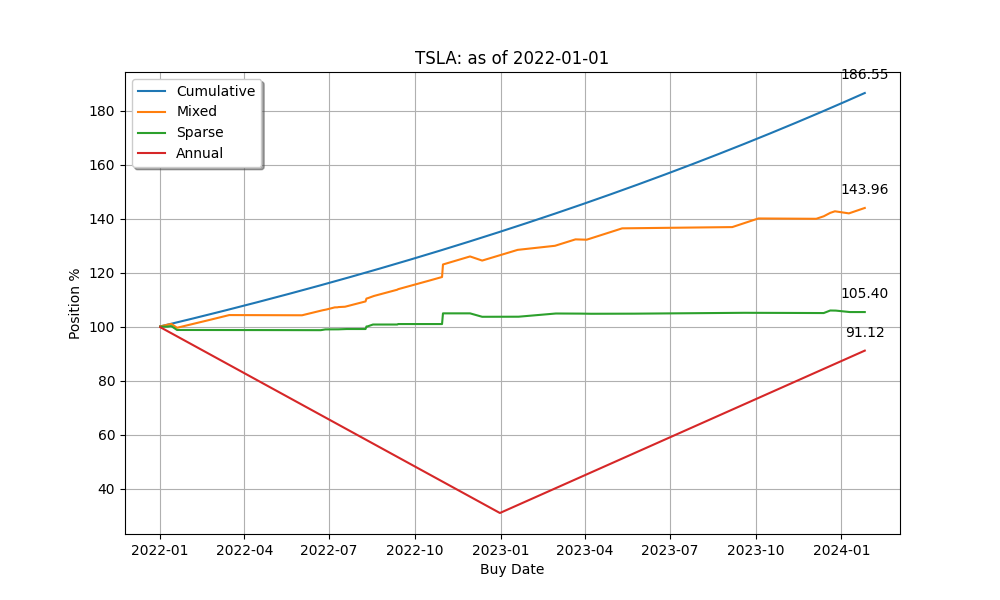 TSLA: as of 2022-01-01
186.55
Cumulative
Mixed
Sparse
Annual
143.96
105.40
91.12
180
160
140
120
100
80
60
40
Position %
2022-01 2022-04 2022-07 2022-10 2023-01 2023-04 2023-07 2023-10 2024-01
Buy Date